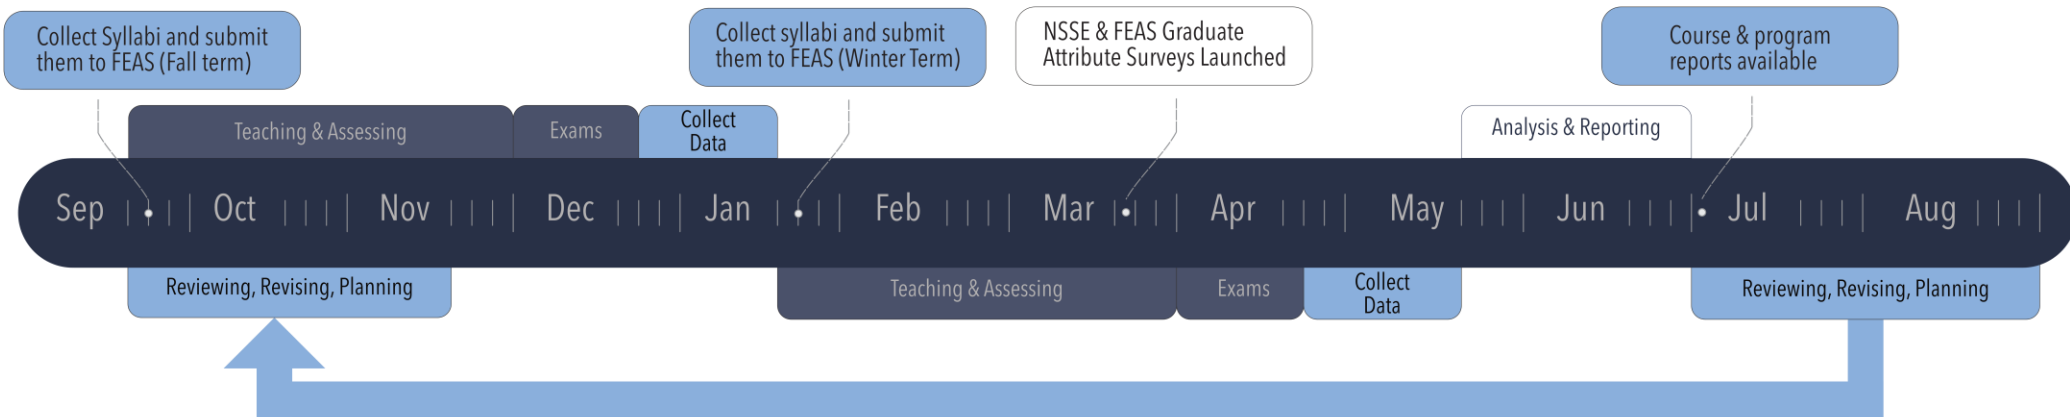 Collect Syllabi and submit
them to FEAS (Fall term)
Collect syllabi and submit
them to FEAS (Winter Term)
NSSE & FEAS Graduate
Attribute Surveys Launched
Course & program
reports available
Teaching & Assessing
Exams
Collect
Data
Analysis & Reporting
Sep
Oct
Nov
Dec
Jan
Feb
Mar
Apr
May
Jun
Jul
Aug
Reviewing, Revising, Planning
Teaching & Assessing
Exams
Collect
Data
Reviewing, Revising, Planning